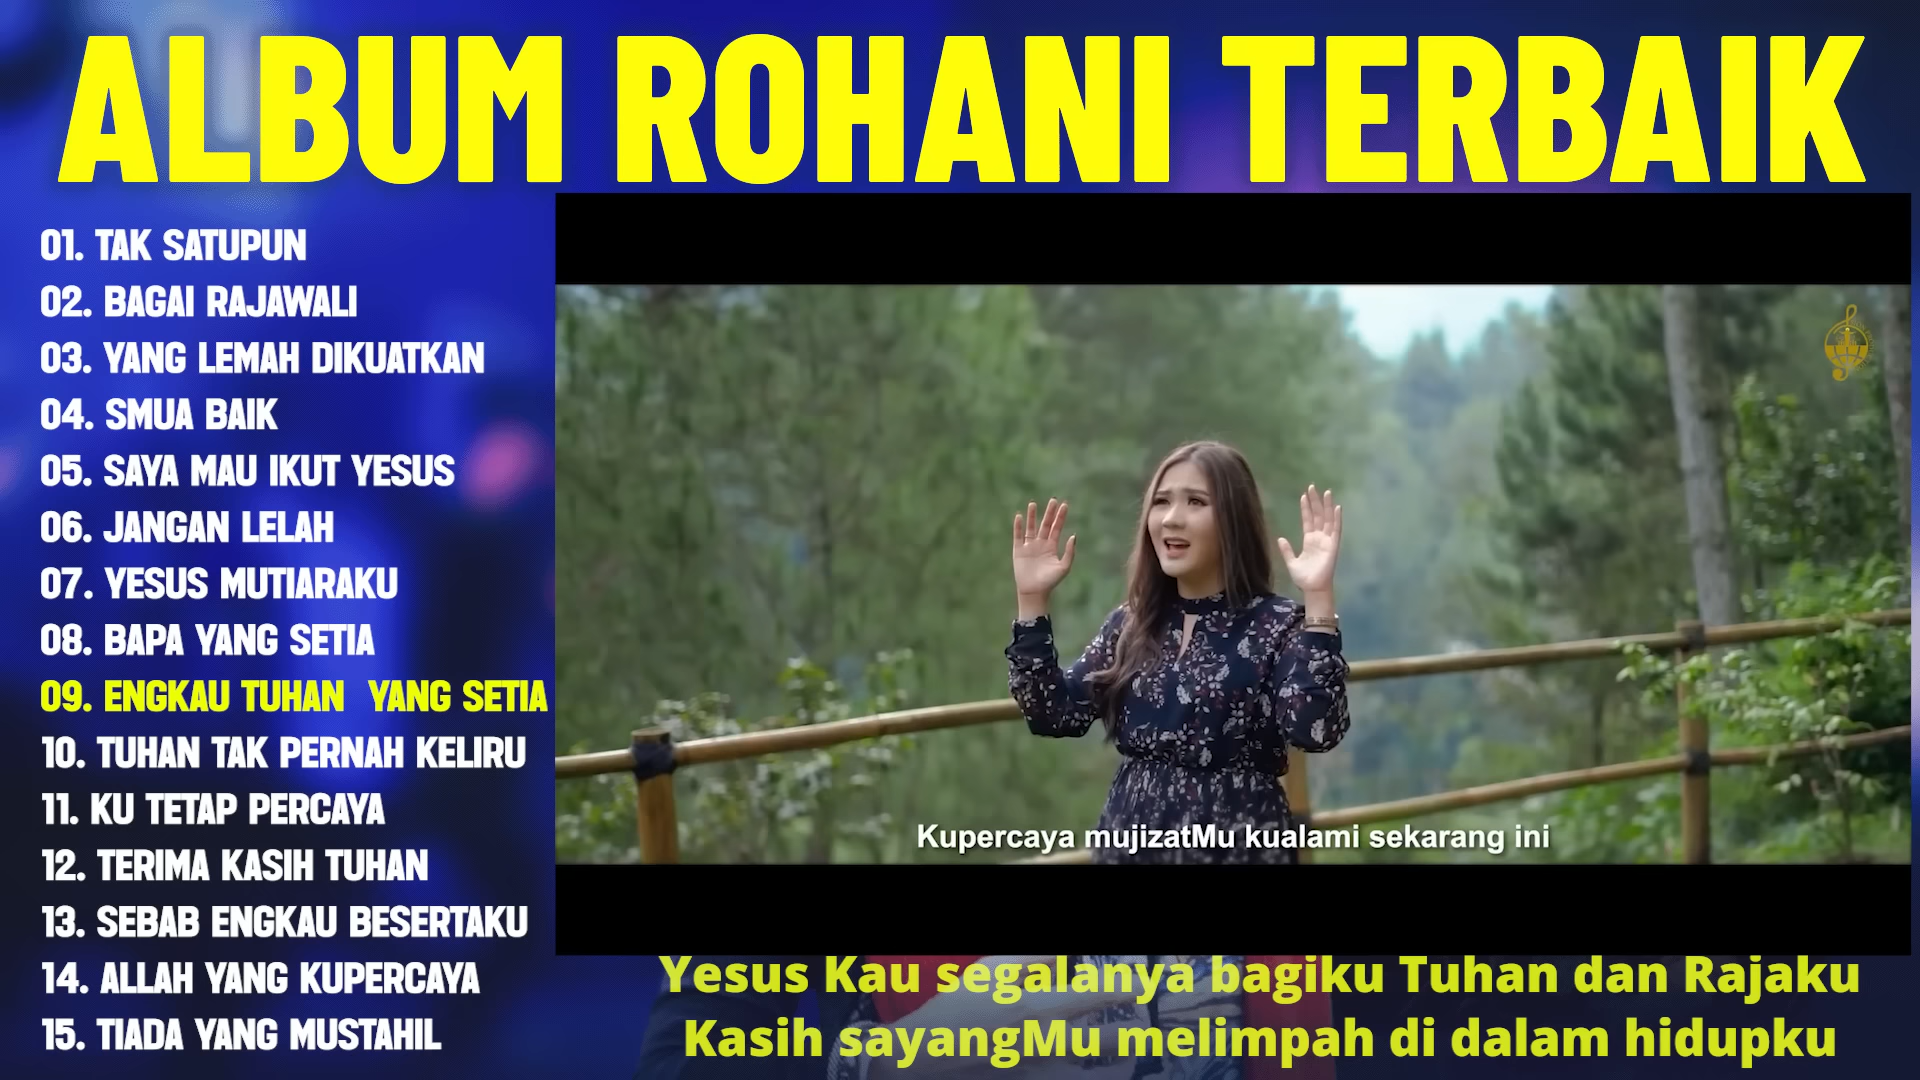 ALBUM ROHANI TERBAIK
01. TAK SATUPUN
02. BAGAI RAJAWALI
03. YANG LEMAH DIKUATKAN
04. SMUA BAIK
05. SAYA MAU IKUT YESUS
06. JANGAN LELAH
07. YESUS MUTIARAKU
08. BAPA YANG SETIA
09. ENGKAU TUHAN YANG SETIA
10. TUHAN TAK PERNAH KELIRU
11. KU TETAP PERCAYA
12. TERIMA KASIH TUHAN
13. SEBAB ENGKAU BESERTAKU
14. ALLAH YANG KUPERCAYA
15. TIADA YANG MUSTAHIL
Kupercaya mujizatMu kualami sekarang ini
Yesus Kau segalanya bagiku Tuhan dan Rajaku
Kasih sayangMu melimpah di dalam hidupku